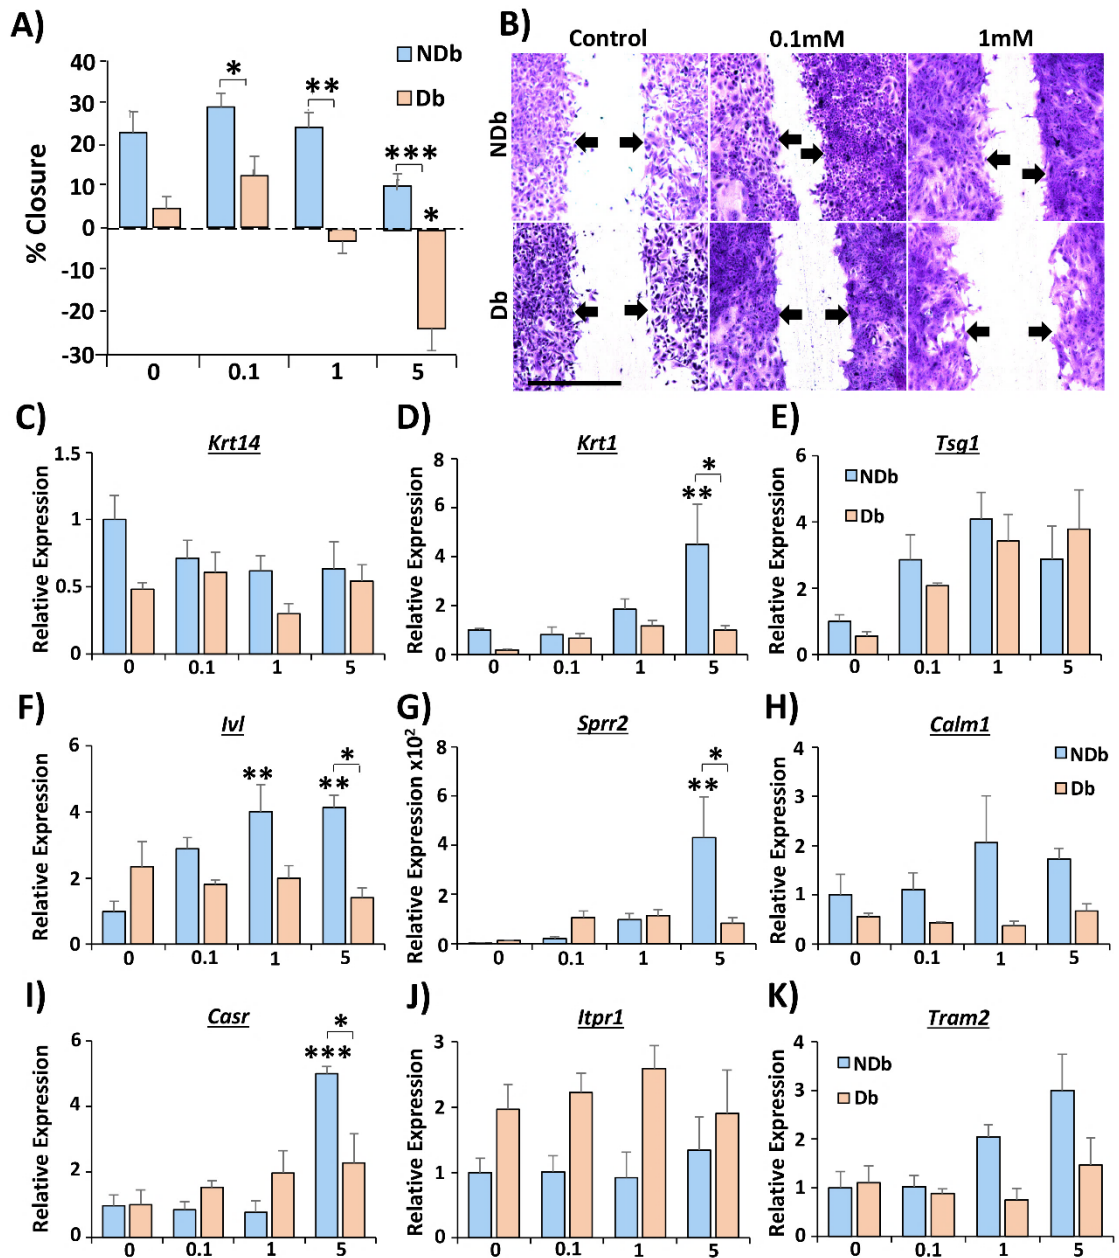 A)
NDb
Db
% Closure
40
30
20
10
0
-10
-20
-30
*
**
***
*
0 0.1 1 5
B)
Control 0.1mM 1mM
NDb
Db
C)
Krt14
Relative Expression
1.5
1
0.5
0
0 0.1 1 5
D)
Krt1
Relative Expression
8
6
4
2
0
*
**
0 0.1 1 5
E)
Tsg1
Relative Expression
6
4
2
0
NDb
Db
0 0.1 1 5
F)
Ivl
Relative Expression
6
4
2
0
**
*
**
0 0.1 1 5
G)
Sprr2
Relative Expression x10²
8
6
4
2
0
*
**
0 0.1 1 5
H)
Calm1
Relative Expression
4
3
2
1
0
NDb
Db
0 0.1 1 5
I)
Casr
Relative Expression
6
4
2
0
*
***
0 0.1 1 5
J)
Itpr1
Relative Expression
3
2
1
0
0 0.1 1 5
K)
Tram2
Relative Expression
4
3
2
1
0
NDb
Db
0 0.1 1 5